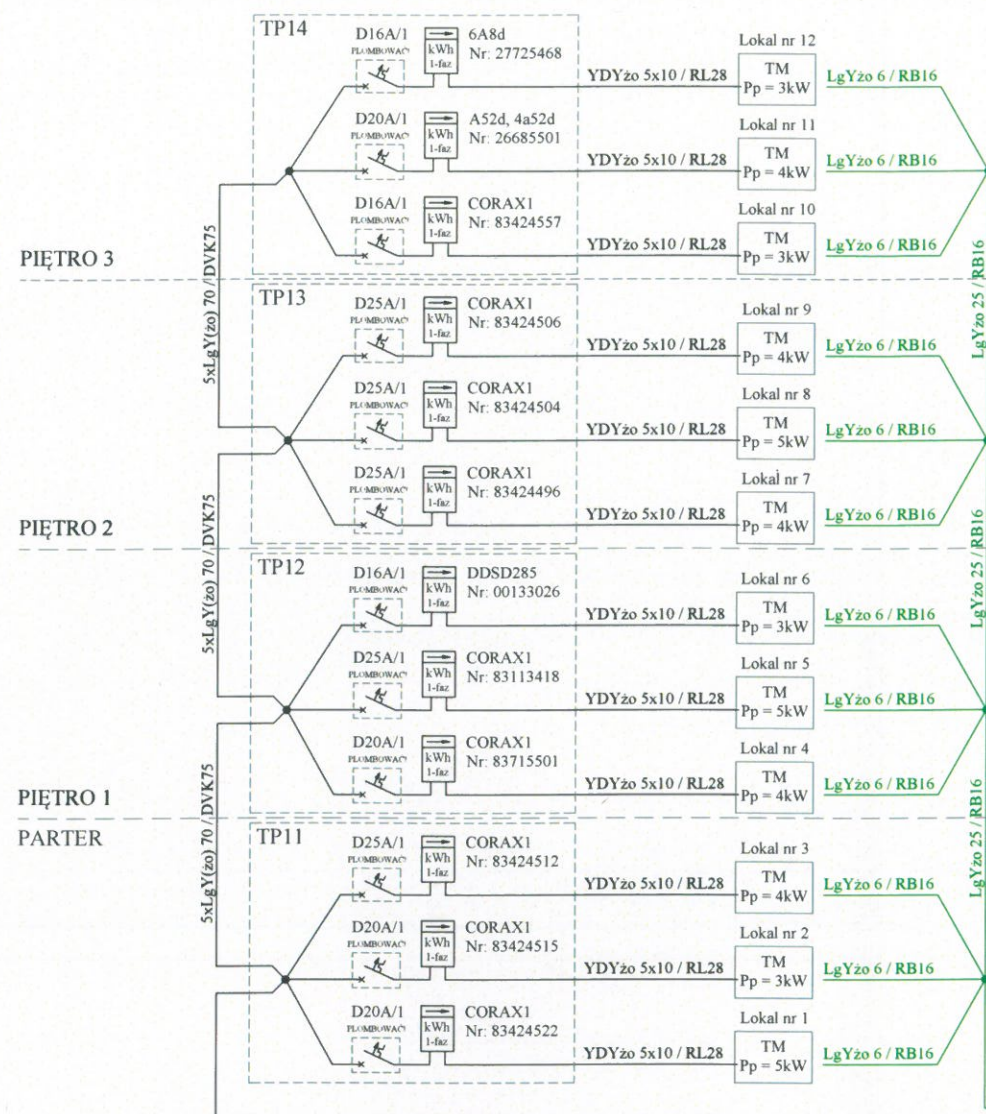 TP14
D16A/1
PLOMBOWAĆ!
kWh
1-faz
6A8d
Nr: 27725468
YDYżo 5x10 / RL28
Lokal nr 12
TM
Pp = 3kW
LgYżo 6 / RB16
D20A/1
PLOMBOWAĆ!
kWh
1-faz
A52d, 4a52d
Nr: 26685501
YDYżo 5x10 / RL28
Lokal nr 11
TM
Pp = 4kW
LgYżo 6 / RB16
D16A/1
PLOMBOWAĆ!
kWh
1-faz
CORAX1
Nr: 83424557
YDYżo 5x10 / RL28
Lokal nr 10
TM
Pp = 3kW
LgYżo 6 / RB16
PIĘTRO 3
5xLgY(żo) 70 / DVK75
LgYżo 25 / RB16
TP13
D25A/1
PLOMBOWAĆ!
kWh
1-faz
CORAX1
Nr: 83424506
YDYżo 5x10 / RL28
Lokal nr 9
TM
Pp = 4kW
LgYżo 6 / RB16
D25A/1
PLOMBOWAĆ!
kWh
1-faz
CORAX1
Nr: 83424504
YDYżo 5x10 / RL28
Lokal nr 8
TM
Pp = 5kW
LgYżo 6 / RB16
D25A/1
PLOMBOWAĆ!
kWh
1-faz
CORAX1
Nr: 83424496
YDYżo 5x10 / RL28
Lokal nr 7
TM
Pp = 4kW
LgYżo 6 / RB16
PIĘTRO 2
5xLgY(żo) 70 / DVK75
LgYżo 25 / RB16
TP12
D16A/1
PLOMBOWAĆ!
kWh
1-faz
DDSD285
Nr: 00133026
YDYżo 5x10 / RL28
Lokal nr 6
TM
Pp = 3kW
LgYżo 6 / RB16
D25A/1
PLOMBOWAĆ!
kWh
1-faz
CORAX1
Nr: 83113418
YDYżo 5x10 / RL28
Lokal nr 5
TM
Pp = 5kW
LgYżo 6 / RB16
D20A/1
PLOMBOWAĆ!
kWh
1-faz
CORAX1
Nr: 83715501
YDYżo 5x10 / RL28
Lokal nr 4
TM
Pp = 4kW
LgYżo 6 / RB16
PIĘTRO 1
PARTER
5xLgY(żo) 70 / DVK75
LgYżo 25 / RB16
TP11
D25A/1
PLOMBOWAĆ!
kWh
1-faz
CORAX1
Nr: 83424512
YDYżo 5x10 / RL28
Lokal nr 3
TM
Pp = 4kW
LgYżo 6 / RB16
D20A/1
PLOMBOWAĆ!
kWh
1-faz
CORAX1
Nr: 83424515
YDYżo 5x10 / RL28
Lokal nr 2
TM
Pp = 3kW
LgYżo 6 / RB16
D20A/1
PLOMBOWAĆ!
kWh
1-faz
CORAX1
Nr: 83424522
YDYżo 5x10 / RL28
Lokal nr 1
TM
Pp = 5kW
LgYżo 6 / RB16